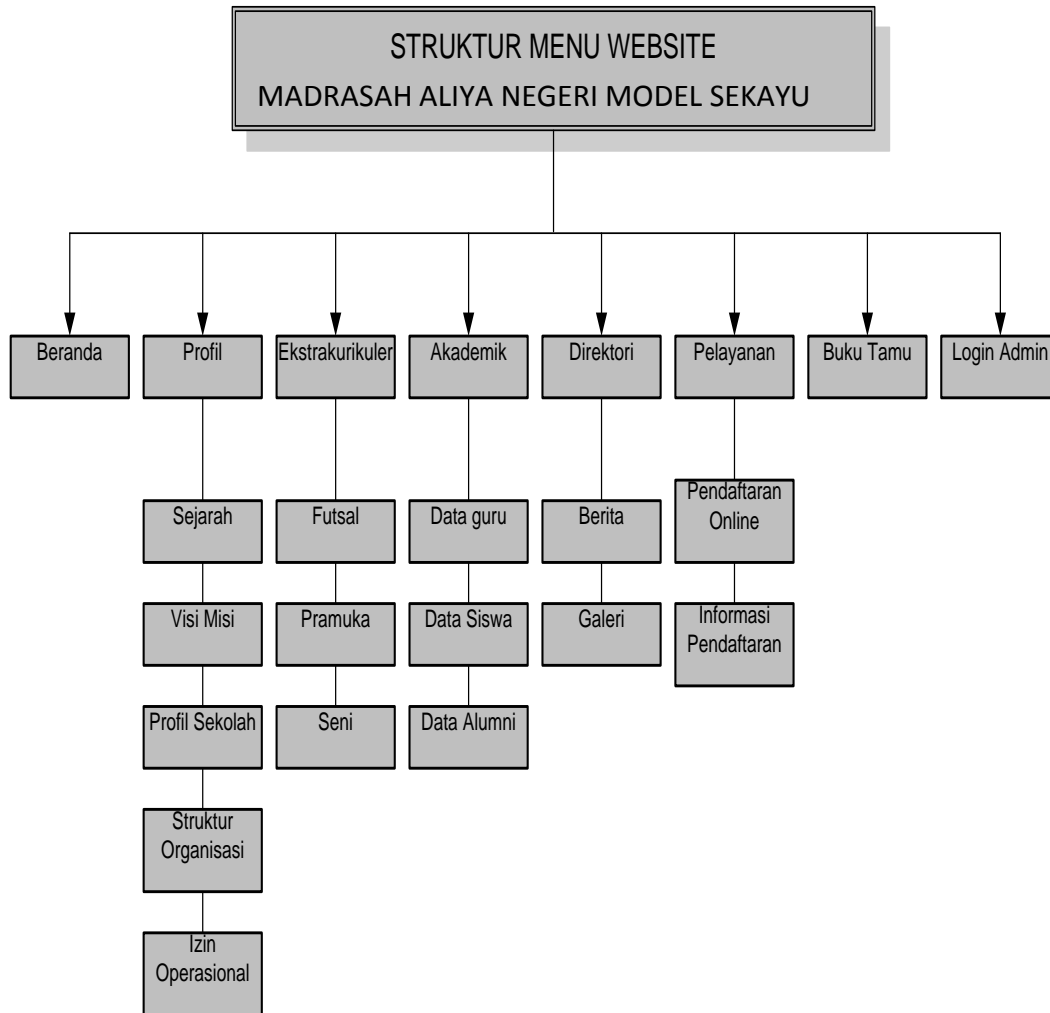 STRUKTUR MENU WEBSITE
MADRASAH ALIYA NEGERI MODEL SEKAYU
Beranda
Profil
Ekstrakurikuler
Akademik
Direktori
Pelayanan
Buku Tamu
Login Admin
Sejarah
Visi Misi
Profil Sekolah
Struktur
Organisasi
Izin
Operasional
Futsal
Pramuka
Seni
Data guru
Data Siswa
Data Alumni
Berita
Galeri
Pendaftaran
Online
Informasi
Pendaftaran